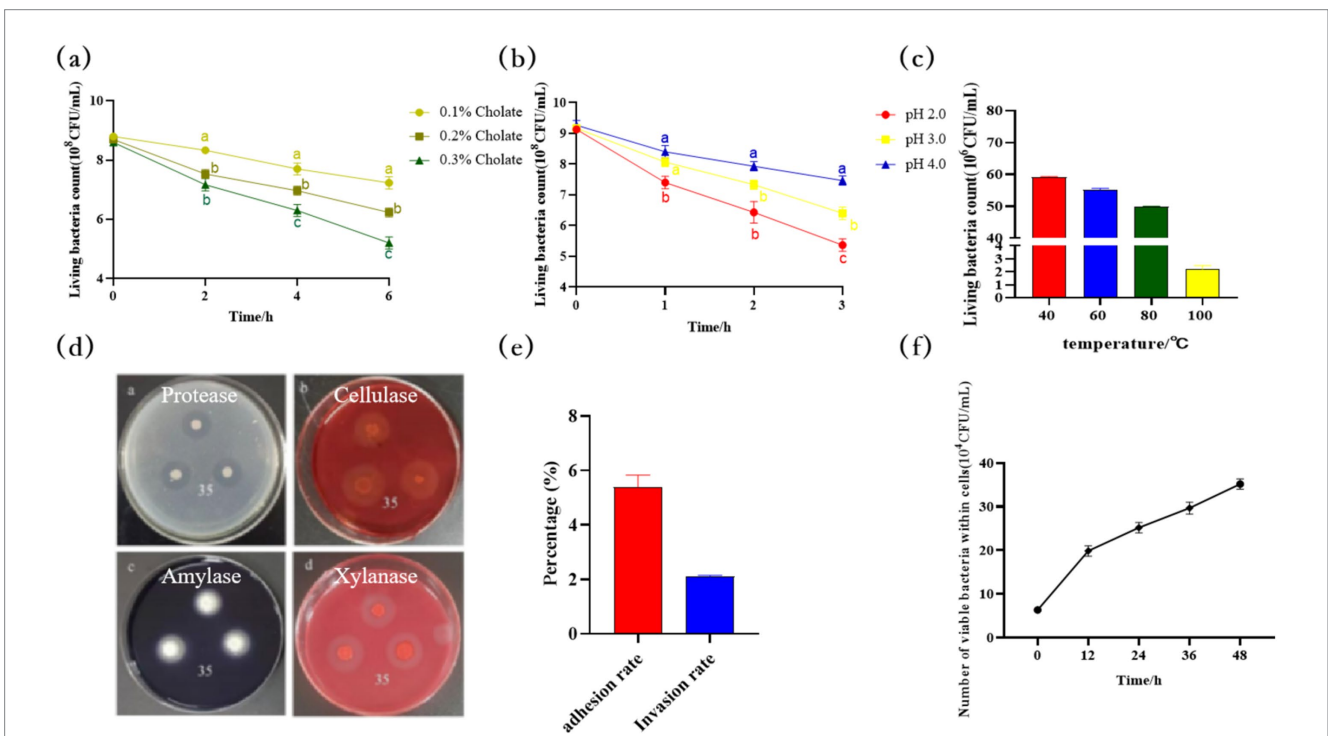 (a)
Living bacteria count(10⁸CFU/mL)
10
8
6
4
0
2
4
6
Time/h
a
a
a
b
b
b
b
c
c
0.1% Cholate
0.2% Cholate
0.3% Cholate
(b)
Living bacteria count(10⁸CFU/mL)
10
9
8
7
6
5
4
0
1
2
3
Time/h
a
a
a
a
b
b
b
b
c
pH 2.0
pH 3.0
pH 4.0
(c)
Living bacteria count(10⁶CFU/mL)
80
70
60
50
40
4
3
2
1
0
40
60
80
100
temperature/℃
(d)
a
Protease
35
b
Cellulase
35
c
Amylase
35
d
Xylanase
35
(e)
Percentage (%)
8
6
4
2
0
adhesion rate
Invasion rate
(f)
Number of viable bacteria within cells(10⁴CFU/mL)
40
30
20
10
0
0
12
24
36
48
Time/h